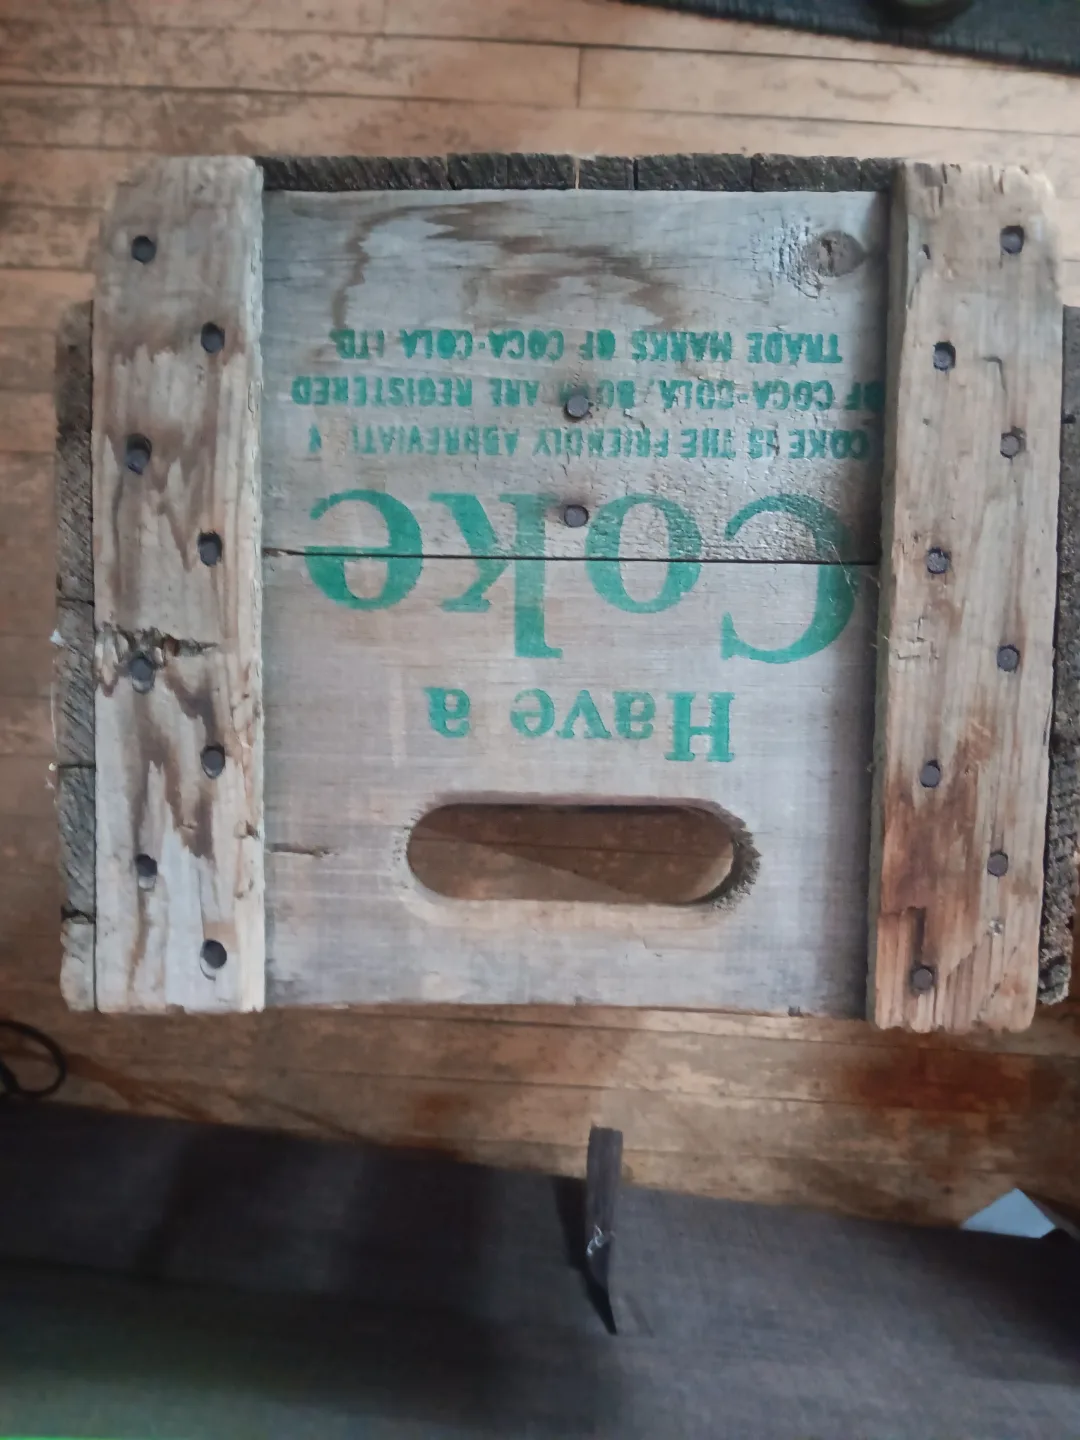 Have a
Coke
COKE IS THE FRIENDLY ABBREVIATI N
OF COCA-COLA, BOTH ARE REGISTERED
TRADE MARKS OF COCA-COLA LTD.